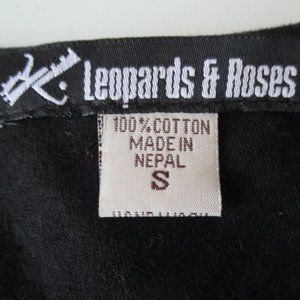 Leopards & Roses
100% COTTON
MADE IN
NEPAL
S